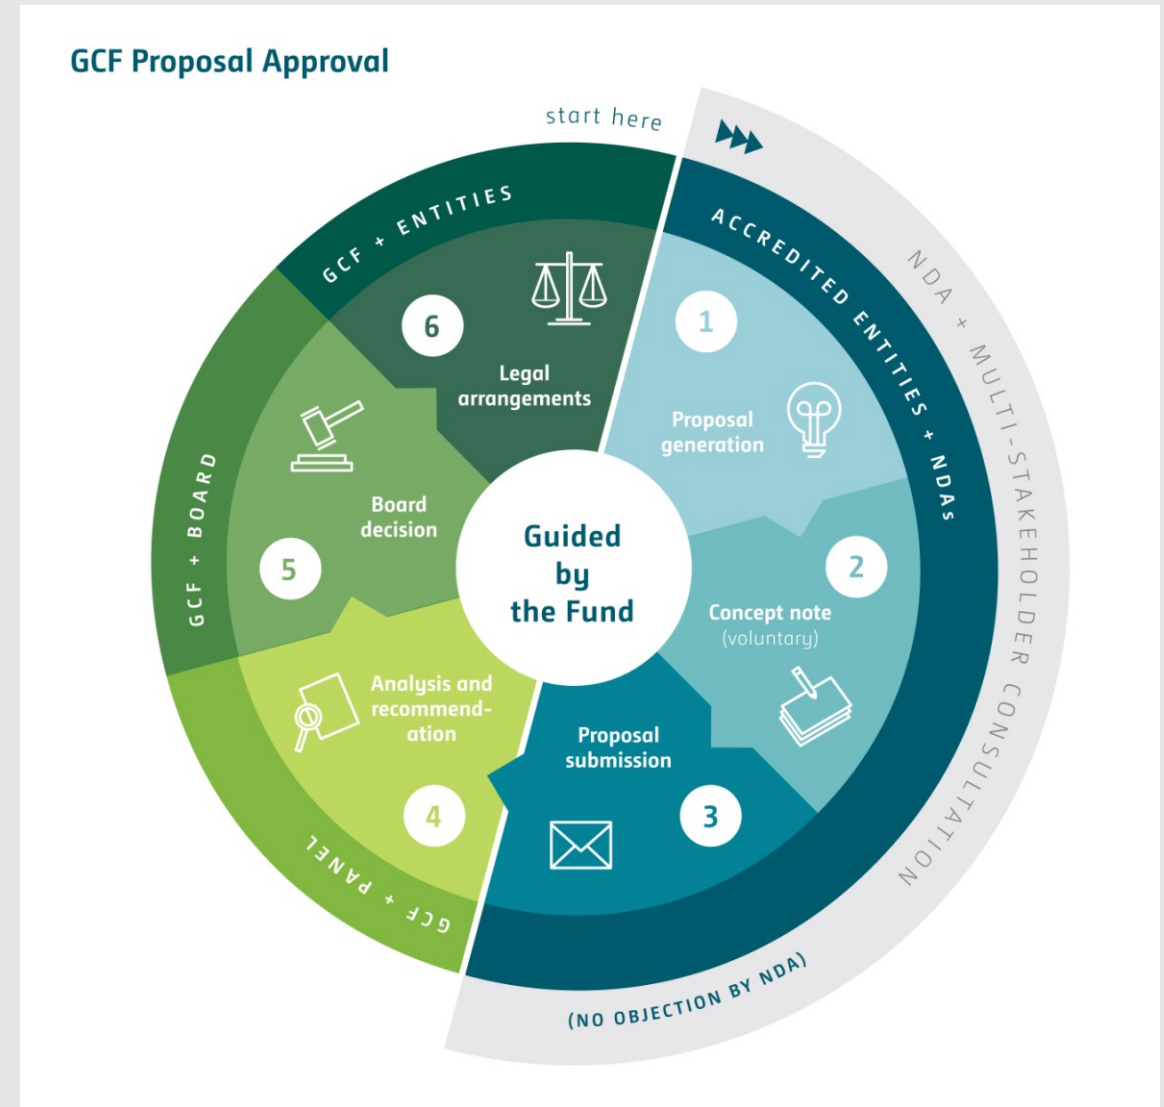 GCF Proposal Approval
start here
NDA + MULTI-STAKEHOLDER CONSULTATION
(NO OBJECTION BY NDA)
ACCREDITED ENTITIES + NDAs
1
Proposal
generation
2
Concept note
(voluntary)
3
Proposal
submission
GCF + PANEL
4
Analysis and
recommend-
ation
GCF + BOARD
5
Board
decision
GCF + ENTITIES
6
Legal
arrangements
Guided
by
the Fund